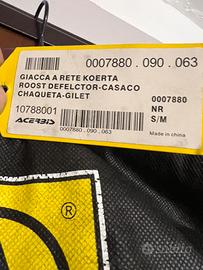 0007880 . 090 . 063
GIACCA A RETE KOERTA
ROOST DEFELCTOR-CASACO
CHAQUETA-GILET
0007880
10788001
NR
ACERBIS
S/M
0007880 . 090 . 063
Made in china
®